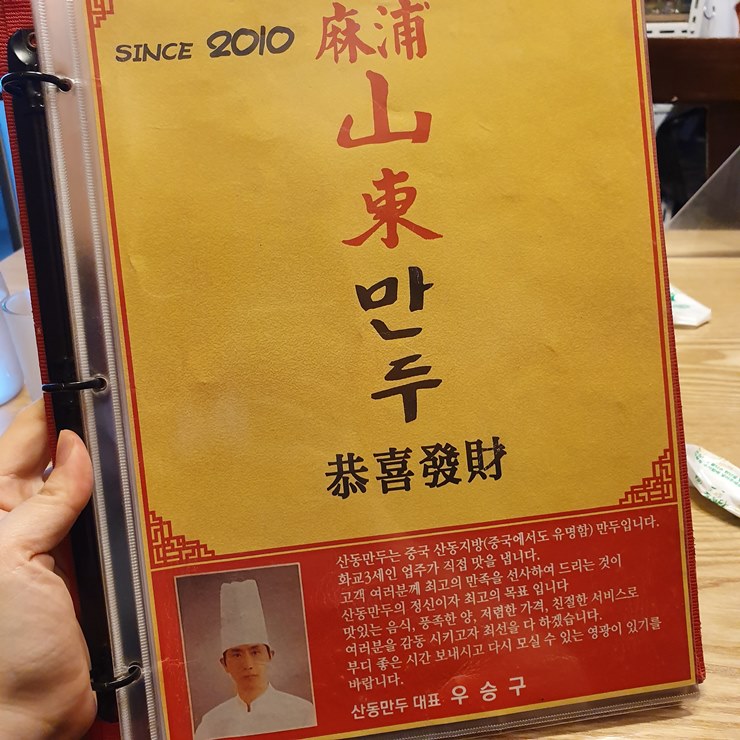 SINCE 2010
麻浦
山
東
만
두
恭喜發財
산동만두는 중국 산동지방(중국에서도 유명함) 만두입니다.
화교3세인 업주가 직접 맛을 냅니다.
고객 여러분께 최고의 만족을 선사하여 드리는 것이
산동만두의 정신이자 최고의 목표 입니다
맛있는 음식, 풍족한 양, 저렴한 가격, 친절한 서비스로
여러분을 감동 시키고자 최선을 다 하겠습니다.
부디 좋은 시간 보내시고 다시 모실 수 있는 영광이 있기를
바랍니다.
산동만두 대표 우승구